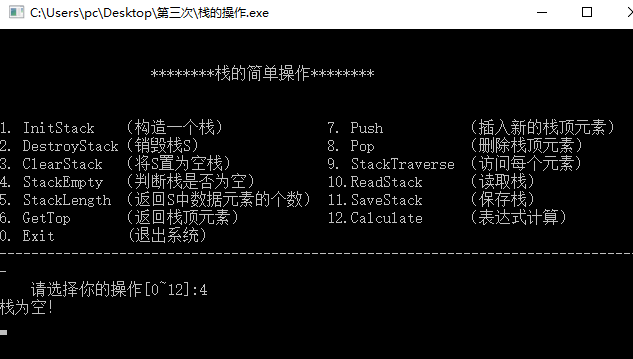 C:\Users\pc\Desktop\第三次\栈的操作.exe
********栈的简单操作********
1. InitStack （构造一个栈） 7. Push （插入新的栈顶元素）
2. DestroyStack（销毁栈S） 8. Pop （删除栈顶元素）
3. ClearStack （将S置为空栈） 9. StackTraverse （访问每个元素）
4. StackEmpty （判断栈是否为空） 10.ReadStack （读取栈）
5. StackLength （返回S中数据元素的个数） 11.SaveStack （保存栈）
6. GetTop （返回栈顶元素） 12.Calculate （表达式计算）
0. Exit （退出系统）
--------------------------------------------------------------------------------
-
请选择你的操作[0~12]:4
栈为空!